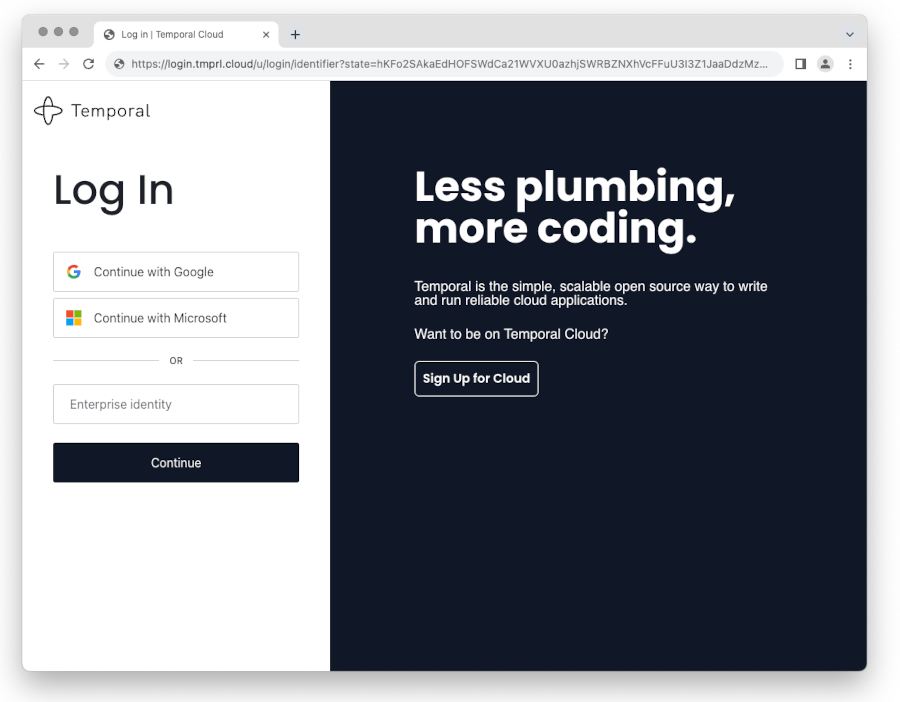 Log in | Temporal Cloud
https://login.tmprl.cloud/u/login/identifier?state=hKFo2SAkaEdHOFSWdCa21WVXU0azhjSWRBZNXhVcFFuU3I3Z1JaaDdzMz...
Temporal
Log In
Continue with Google
Continue with Microsoft
OR
Enterprise identity
Continue
Less plumbing,
more coding.
Temporal is the simple, scalable open source way to write
and run reliable cloud applications.
Want to be on Temporal Cloud?
Sign Up for Cloud